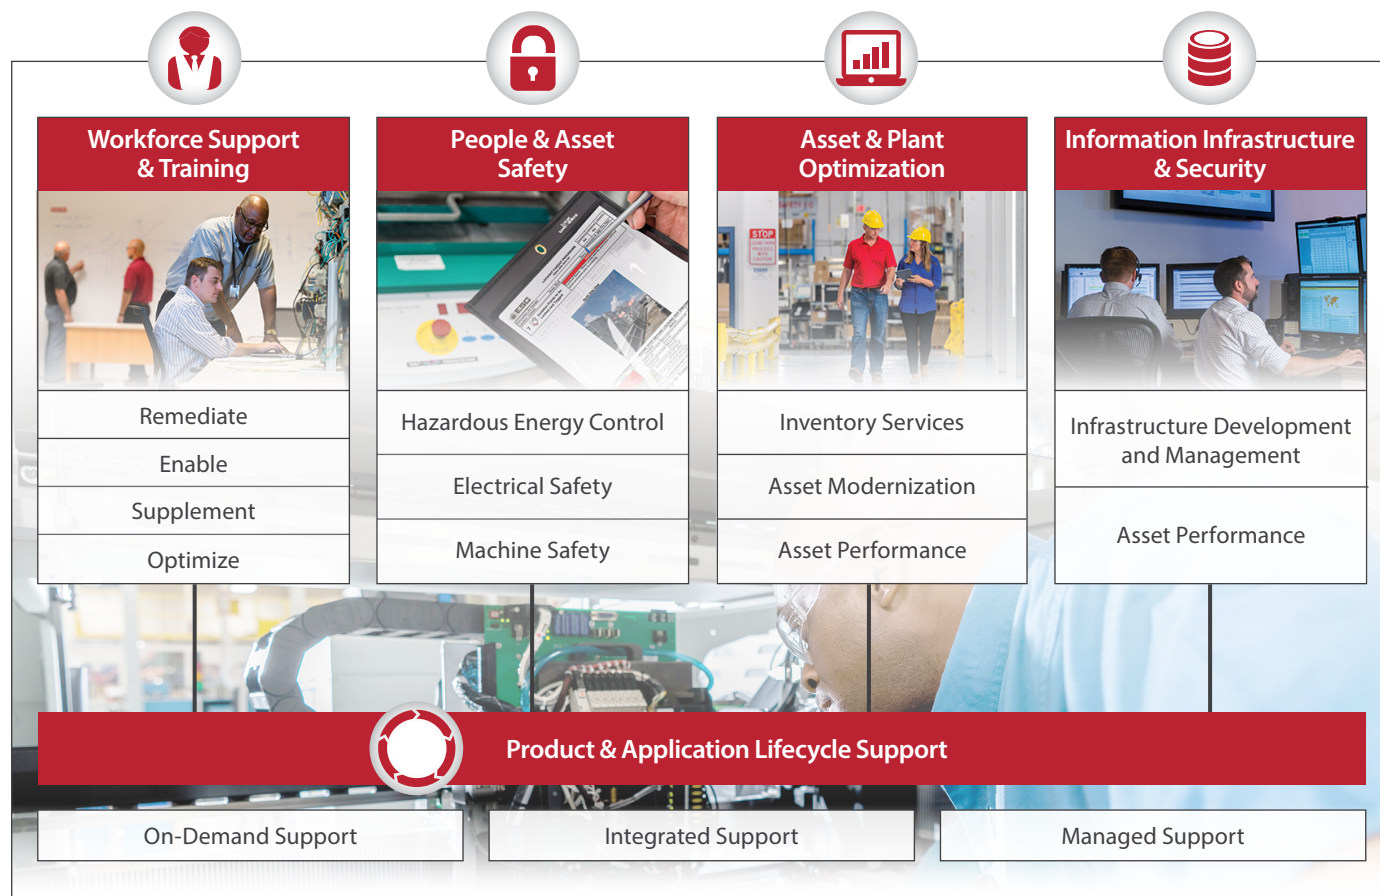 Workforce Support
& Training
People & Asset
Safety
Asset & Plant
Optimization
Information Infrastructure
& Security
STOP
Remediate
Enable
Supplement
Optimize
Hazardous Energy Control
Electrical Safety
Machine Safety
Inventory Services
Asset Modernization
Asset Performance
Infrastructure Development
and Management
Asset Performance
Product & Application Lifecycle Support
On-Demand Support
Integrated Support
Managed Support